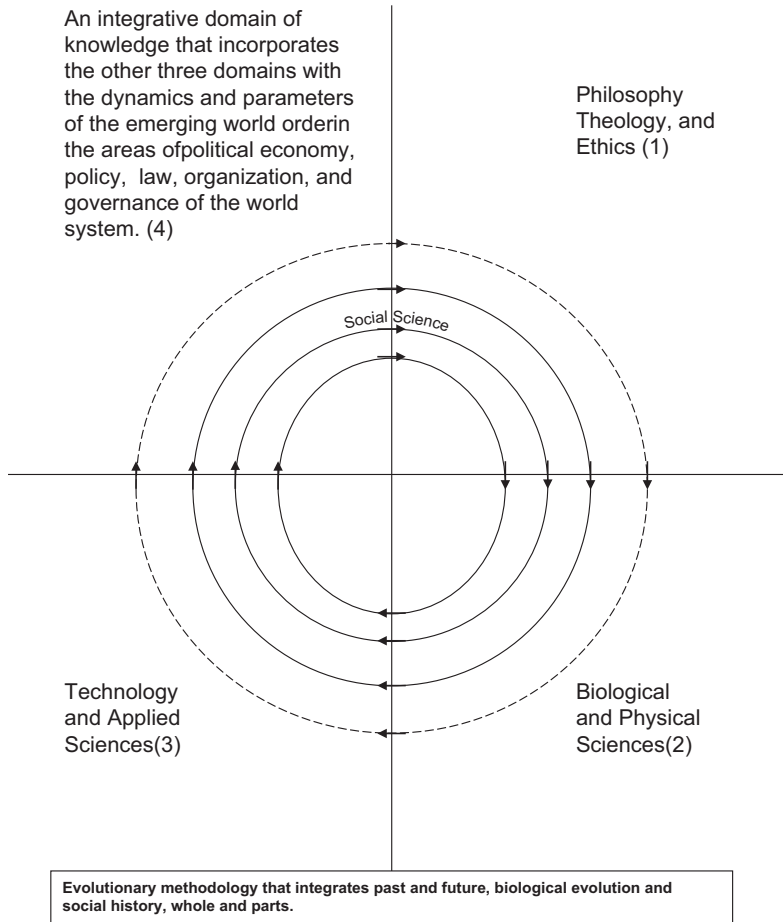 An integrative domain of
knowledge that incorporates
the other three domains with
the dynamics and parameters
of the emerging world orderin
the areas ofpolitical economy,
policy, law, organization, and
governance of the world
system. (4)
Philosophy
Theology, and
Ethics (1)
Social Science
Technology
and Applied
Sciences(3)
Biological
and Physical
Sciences(2)
Evolutionary methodology that integrates past and future, biological evolution and
social history, whole and parts.